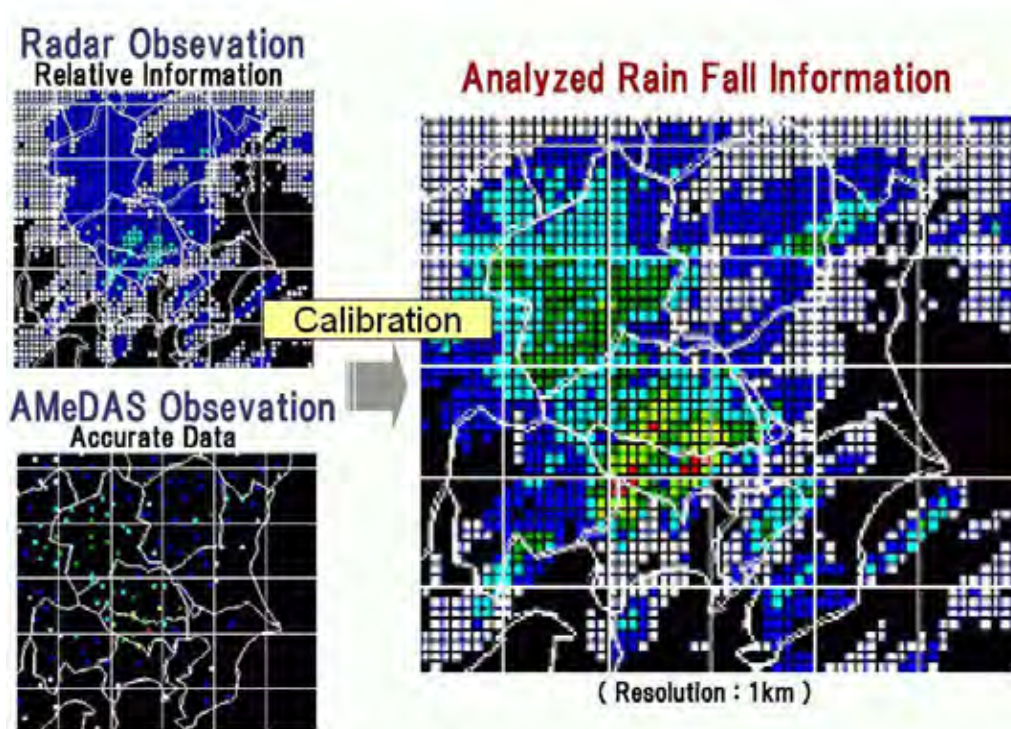 Radar Obsevation
Relative Information
Analyzed Rain Fall Information
Calibration
AMeDAS Obsevation
Accurate Data
( Resolution : 1km )